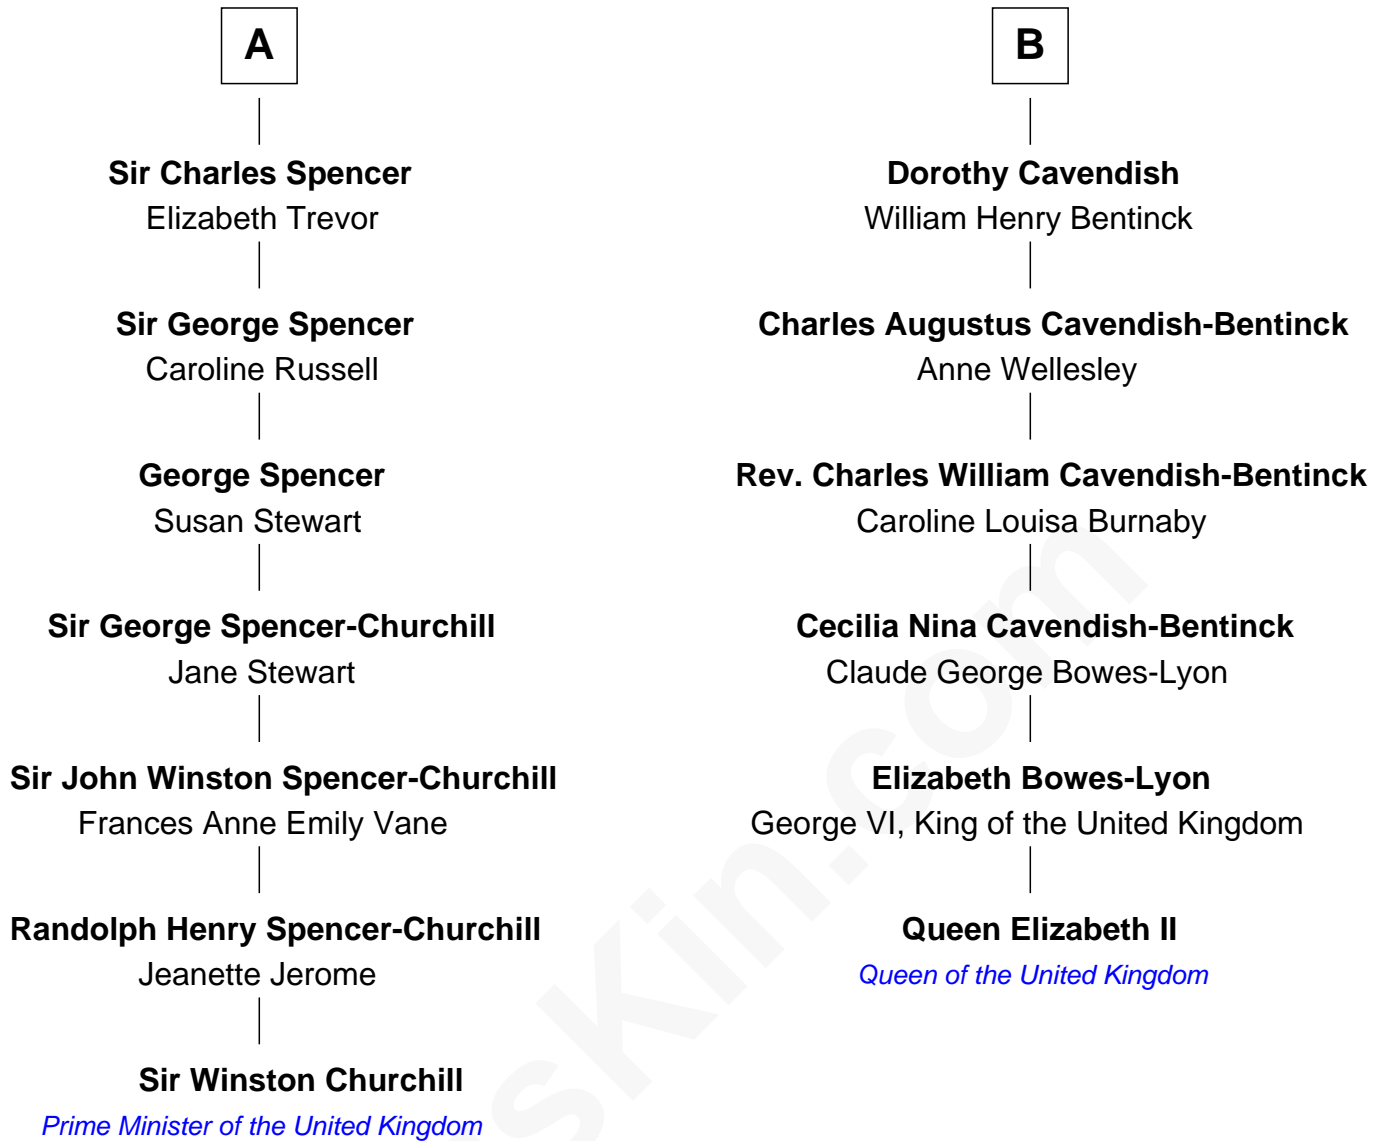 A
Sir Charles Spencer
Elizabeth Trevor
Sir George Spencer
Caroline Russell
George Spencer
Susan Stewart
Sir George Spencer-Churchill
Jane Stewart
Sir John Winston Spencer-Churchill
Frances Anne Emily Vane
Randolph Henry Spencer-Churchill
Jeanette Jerome
Sir Winston Churchill
Prime Minister of the United Kingdom
B
Dorothy Cavendish
William Henry Bentinck
Charles Augustus Cavendish-Bentinck
Anne Wellesley
Rev. Charles William Cavendish-Bentinck
Caroline Louisa Burnaby
Cecilia Nina Cavendish-Bentinck
Claude George Bowes-Lyon
Elizabeth Bowes-Lyon
George VI, King of the United Kingdom
Queen Elizabeth II
Queen of the United Kingdom
sKin.com